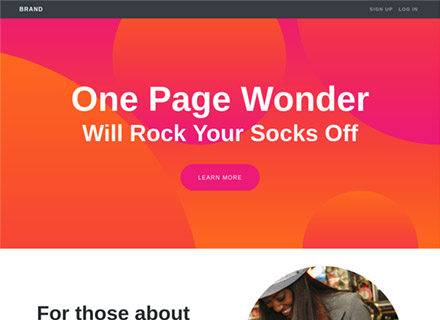 BRAND
SIGN UP LOG IN
One Page Wonder
Will Rock Your Socks Off
LEARN MORE
For those about